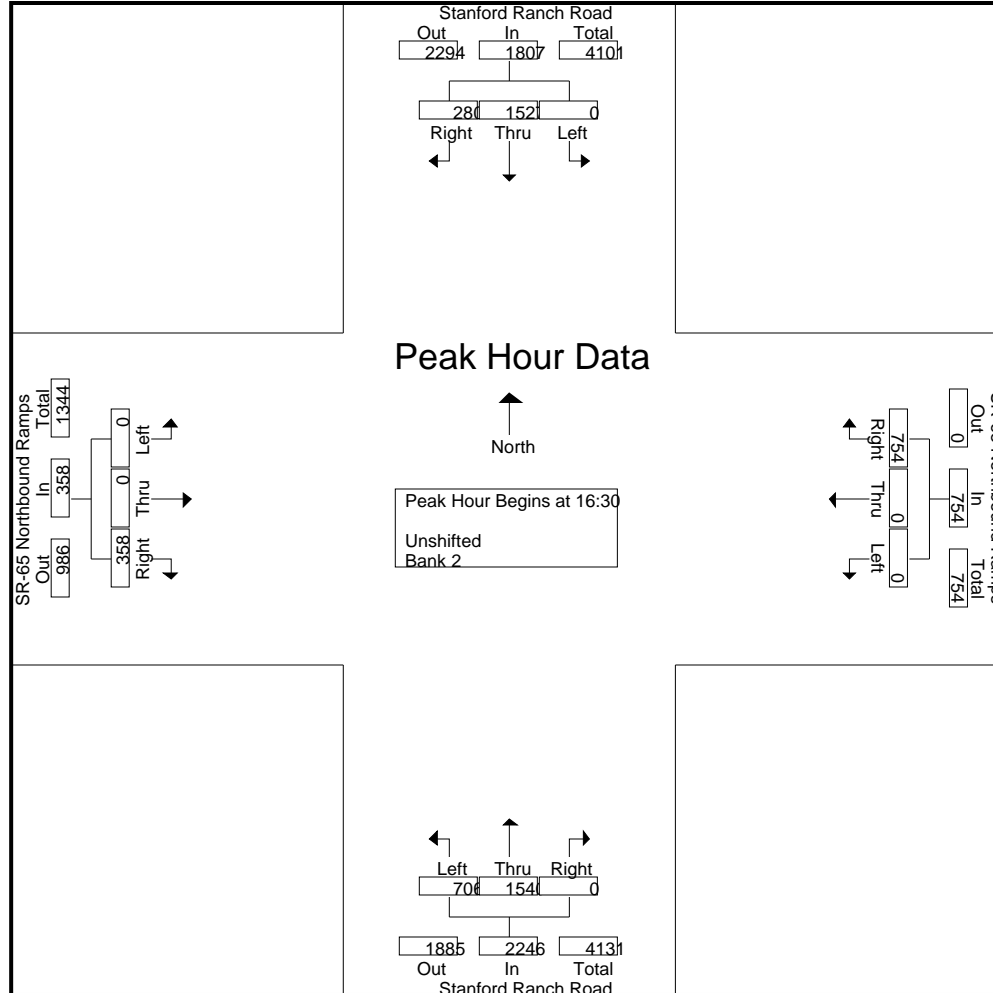 Stanford Ranch Road
Out In Total
2294 1807 4101
280 1527 0
Right Thru Left
Peak Hour Data
North
Peak Hour Begins at 16:30
Unshifted
Bank 2
SR-65 Northbound Ramps
Out In Total
986 358 1344
358 0 0
Right Thru Left
Out In Total
0 754 754
754 0 0
Right Thru Left
Left Thru Right
706 1540 0
1885 2246 4131
Out In Total
Stanford Ranch Road